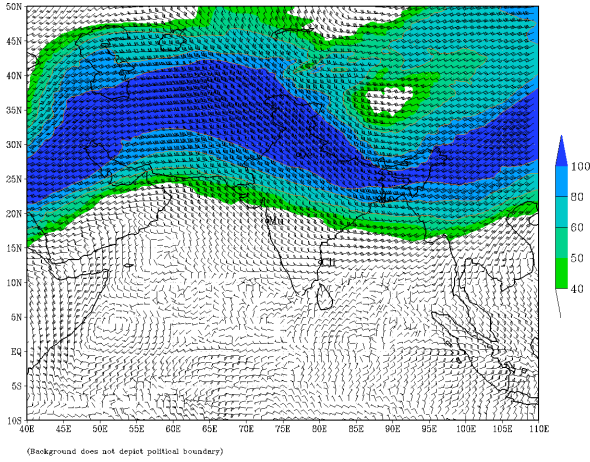 50N
45N
40N
35N
30N
25N
20N
15N
10N
5N
EQ
5S
10S
40E 45E 50E 55E 60E 65E 70E 75E 80E 85E 90E 95E 100E 105E 110E
100
80
60
50
40
(Background does not depict political boundary)